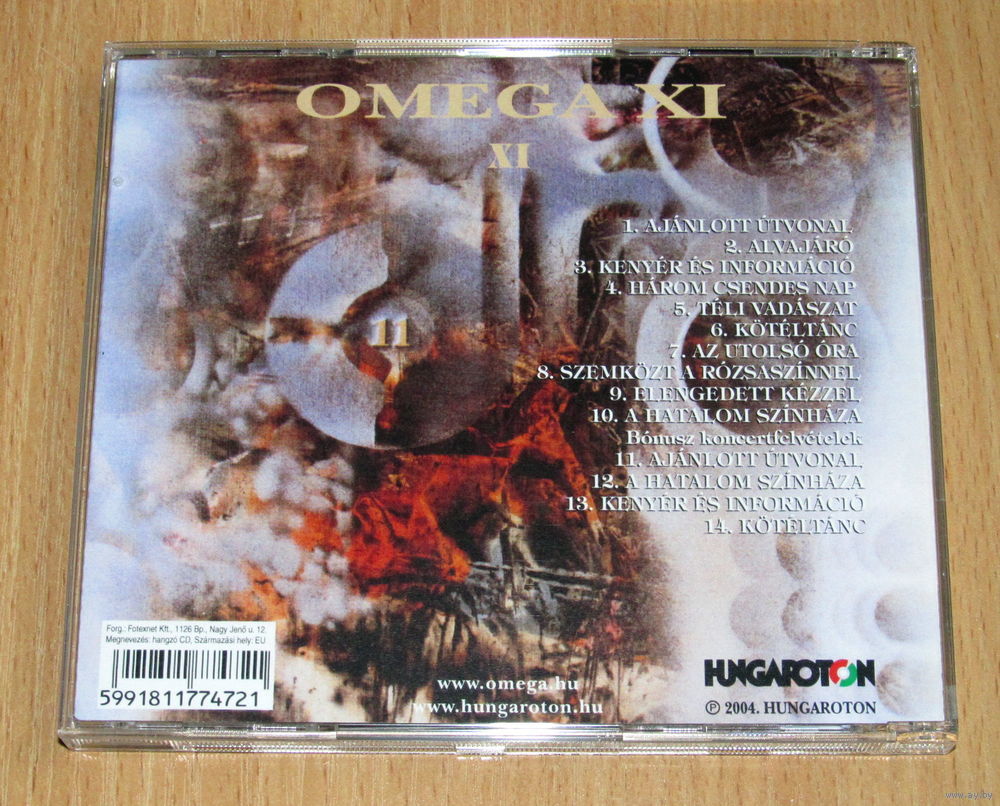 OMEGA XI
XI
11
1. AJÁNLOTT ÚTVONAL
2. ALVAJÁRÓ
3. KENYÉR ÉS INFORMÁCIÓ
4. HÁROM CSENDES NAP
5. TÉLI VADÁSZAT
6. KÖTÉLTÁNC
7. AZ UTOLSÓ ÓRA
8. SZEMKÖZT A RÓZSASZÍNNEL
9. ELENGEDETT KÉZZEL
10. A HATALOM SZÍNHÁZA
Bónusz koncertfelvételek
11. AJÁNLOTT ÚTVONAL
12. A HATALOM SZÍNHÁZA
13. KENYÉR ÉS INFORMÁCIÓ
14. KÖTÉLTÁNC
Forg.: Fotexnet Kft., 1126 Bp., Nagy Jenő u. 12.
Megnevezés: hangzó CD, Származási hely: EU
5991811774721
www.omega.hu
www.hungaroton.hu
HUNGAROTON
℗ 2004. HUNGAROTON
www.ay.by